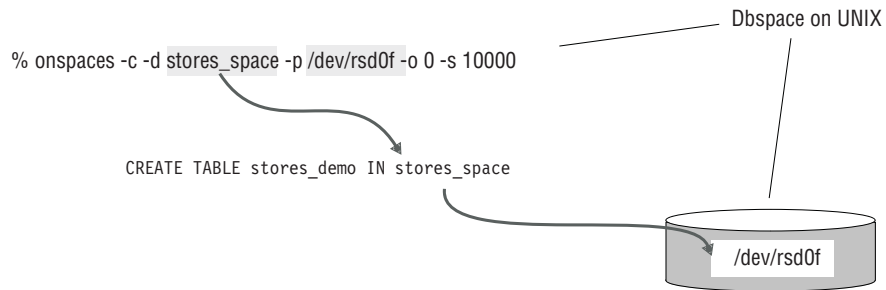 Dbspace on UNIX
% onspaces -c -d stores_space -p /dev/rsd0f -o 0 -s 10000
CREATE TABLE stores_demo IN stores_space
/dev/rsd0f